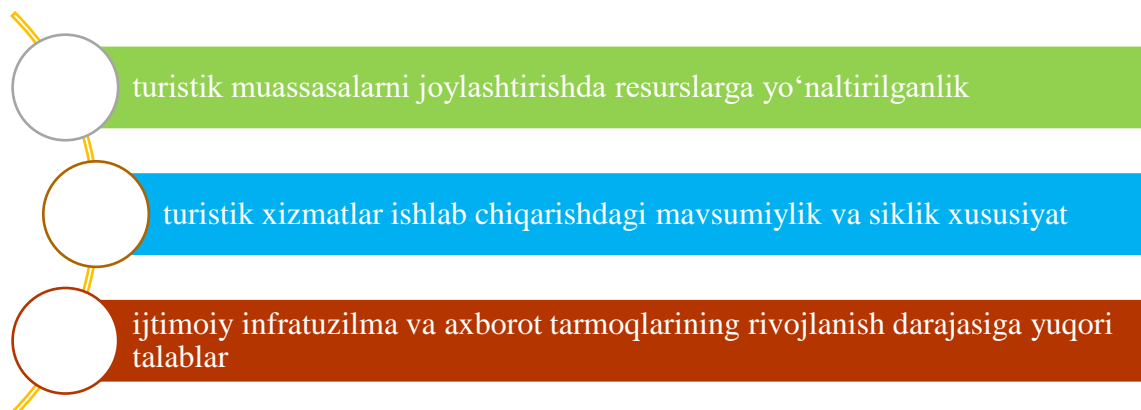 turistik muassasalarni joylashtirishda resurslarga yo‘naltirilganlik
turistik xizmatlar ishlab chiqarishdagi mavsumiylik va siklik xususiyat
ijtimoiy infratuzilma va axborot tarmoqlarining rivojlanish darajasiga yuqori
talablar